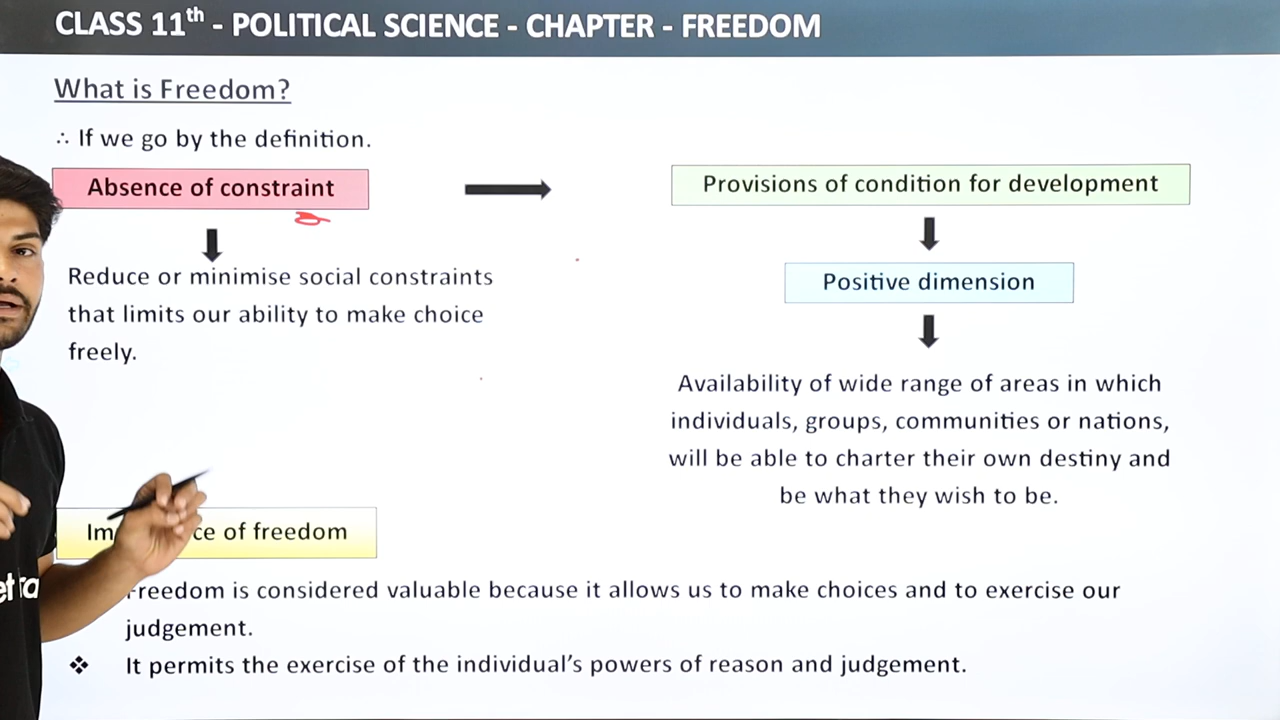 CLASS 11th - POLITICAL SCIENCE - CHAPTER - FREEDOM
What is Freedom?
∴ If we go by the definition.
Absence of constraint
Reduce or minimise social constraints
that limits our ability to make choice
freely.
Provisions of condition for development
Positive dimension
Availability of wide range of areas in which
individuals, groups, communities or nations,
will be able to charter their own destiny and
be what they wish to be.
of freedom
Freedom is considered valuable because it allows us to make choices and to exercise our
judgement.
❖ It permits the exercise of the individual's powers of reason and judgement.